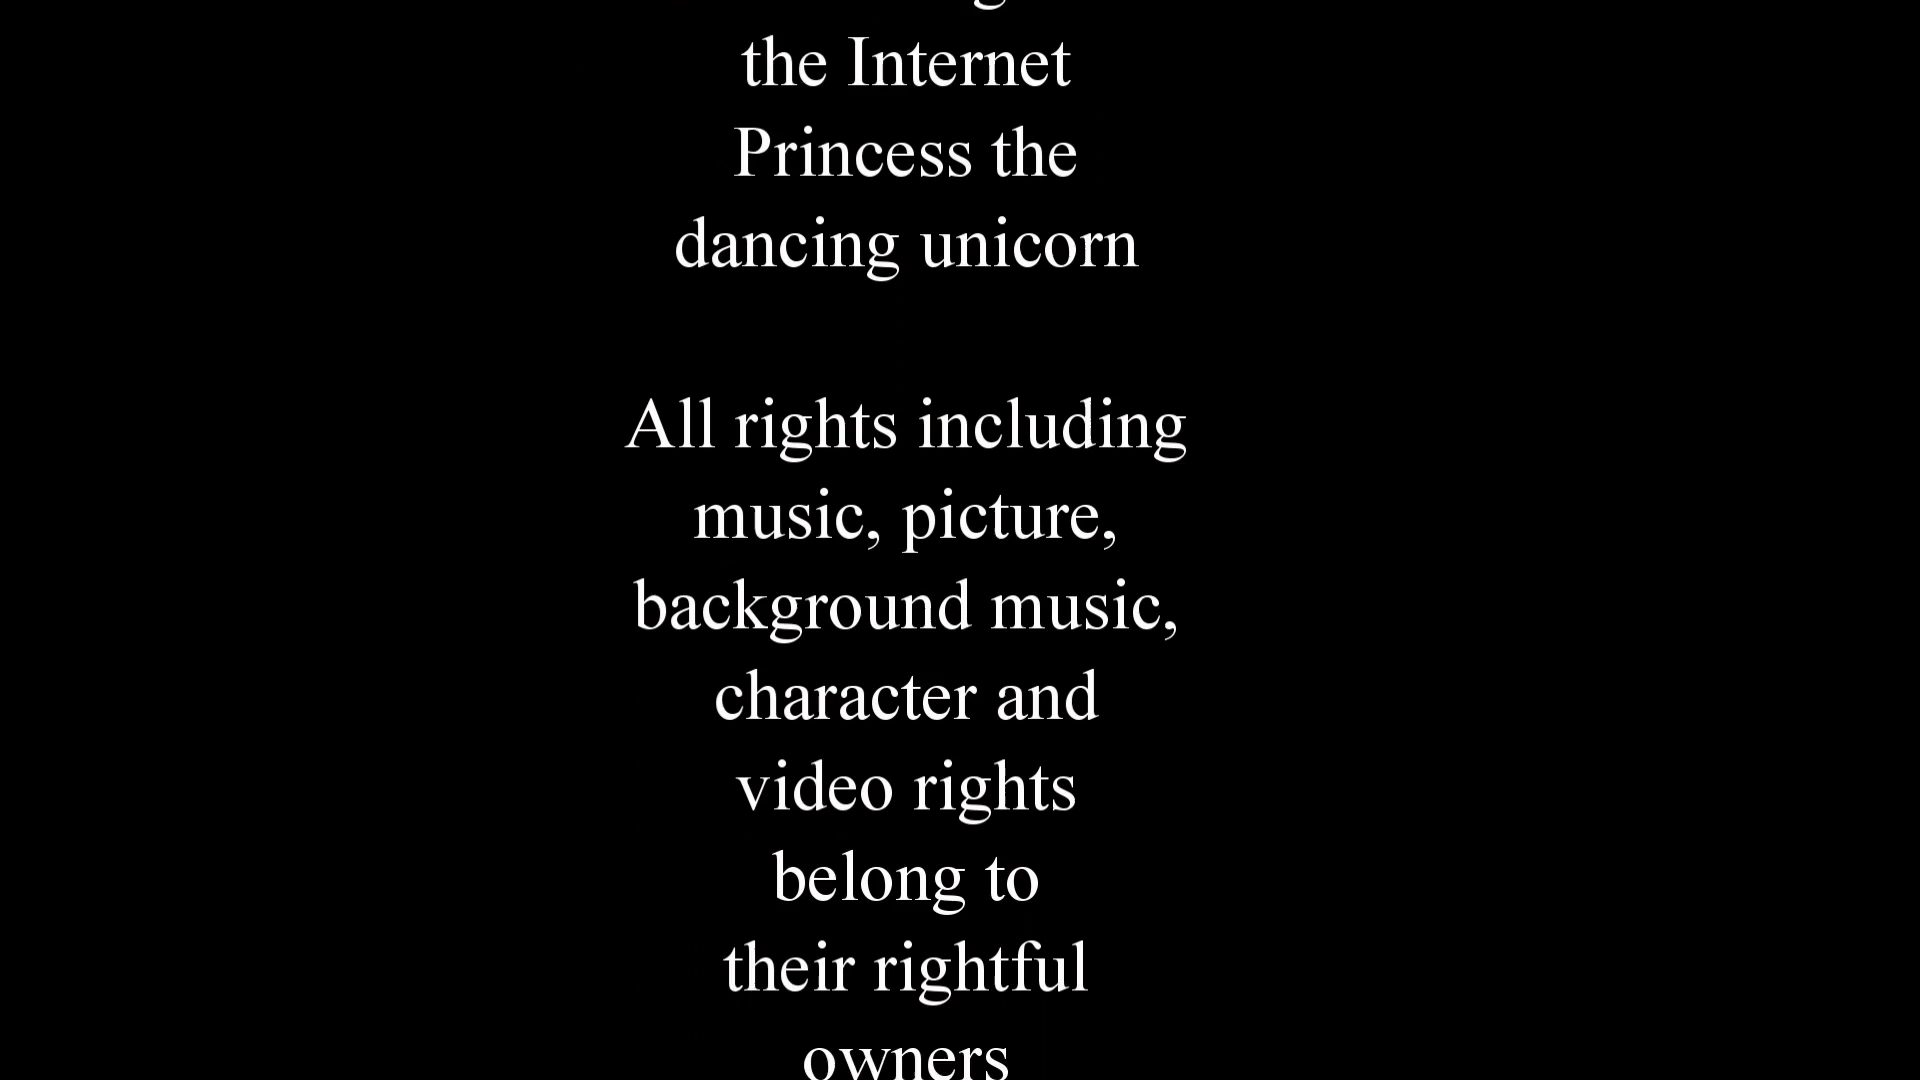 the Internet
Princess the
dancing unicorn
All rights including
music, picture,
background music,
character and
video rights
belong to
their rightful
owners